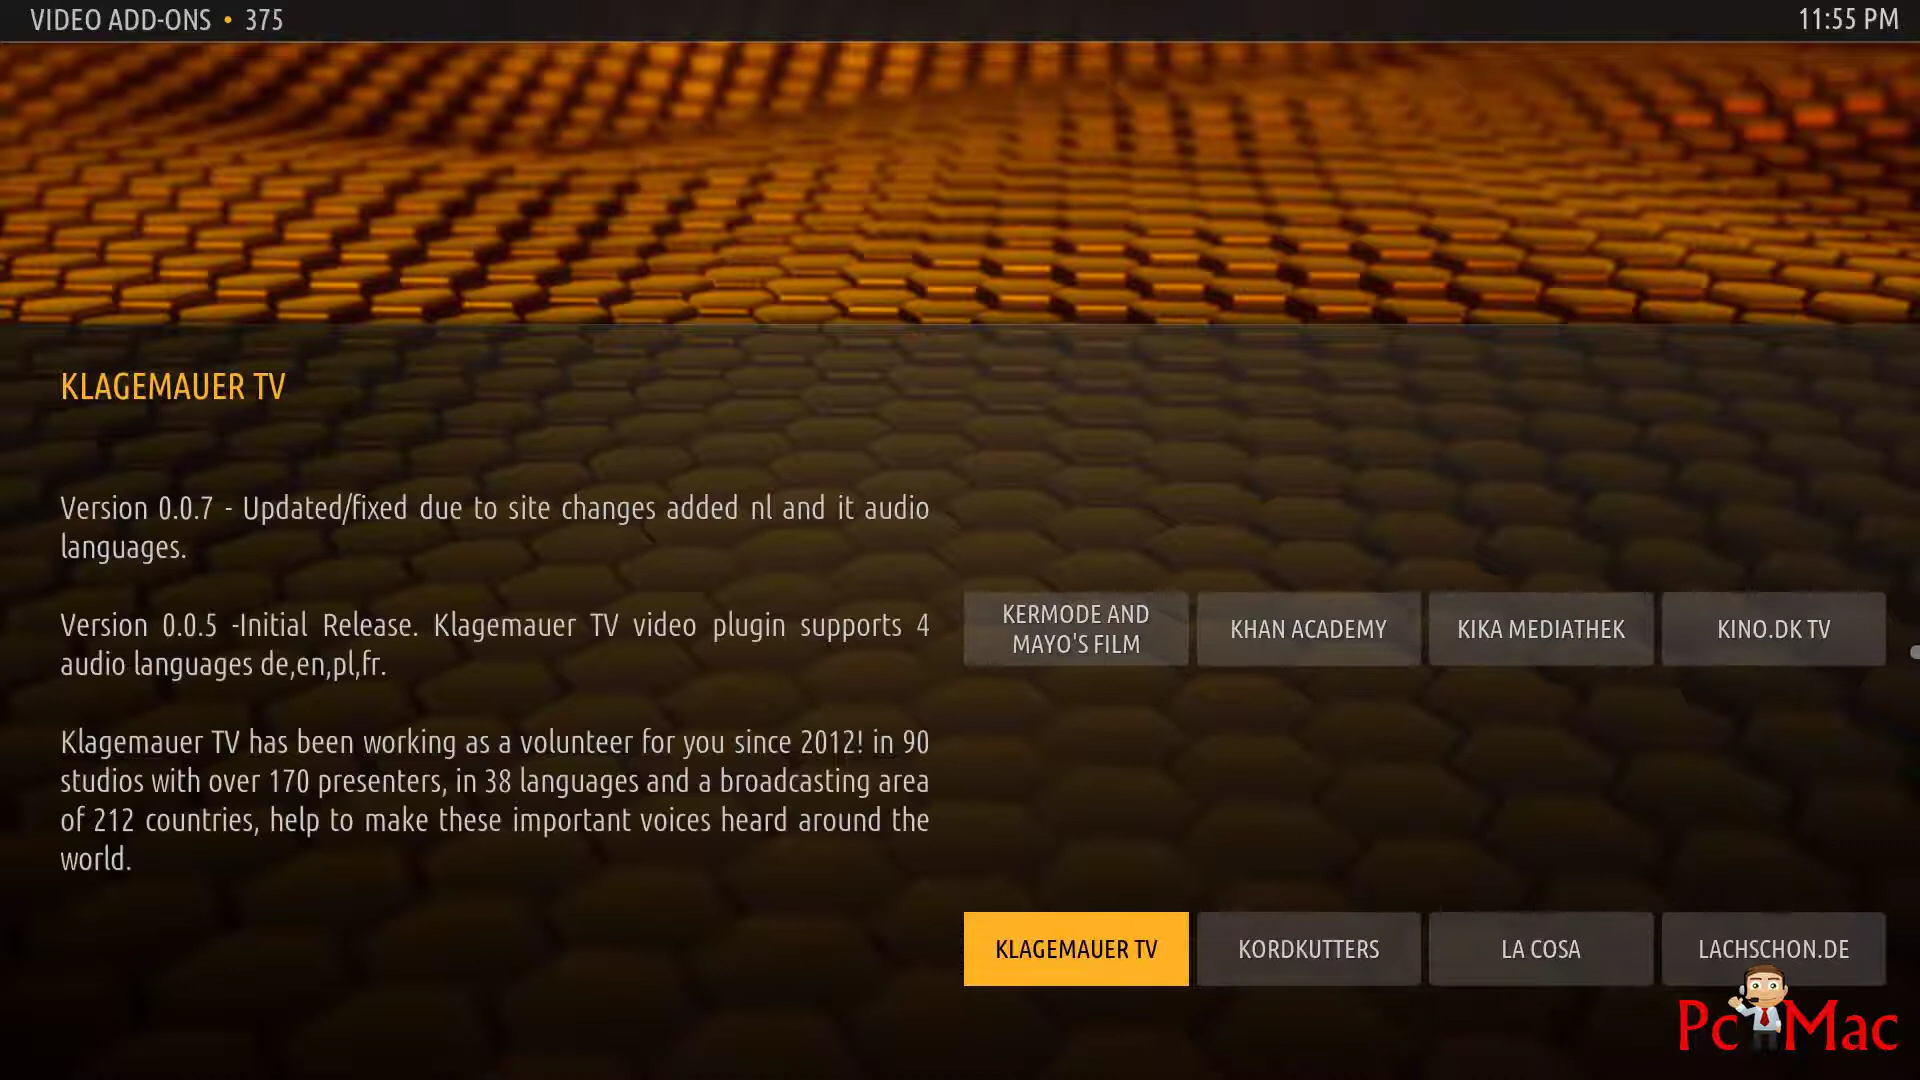 VIDEO ADD-ONS • 375
11:55 PM
KLAGEMAUER TV
Version 0.0.7 - Updated/fixed due to site changes added nl and it audio
languages.
Version 0.0.5 -Initial Release. Klagemauer TV video plugin supports 4
audio languages de,en,pl,fr.
Klagemauer TV has been working as a volunteer for you since 2012! in 90
studios with over 170 presenters, in 38 languages and a broadcasting area
of 212 countries, help to make these important voices heard around the
world.
KERMODE AND
MAYO'S FILM
KHAN ACADEMY
KIKA MEDIATHEK
KINO.DK TV
KLAGEMAUER TV
KORDKUTTERS
LA COSA
LACHSCHON.DE
Pc Mac